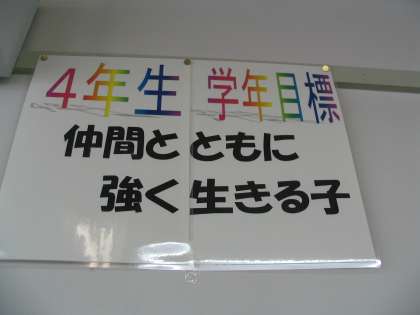 4年生 学年目標
仲間とともに
強く生きる子